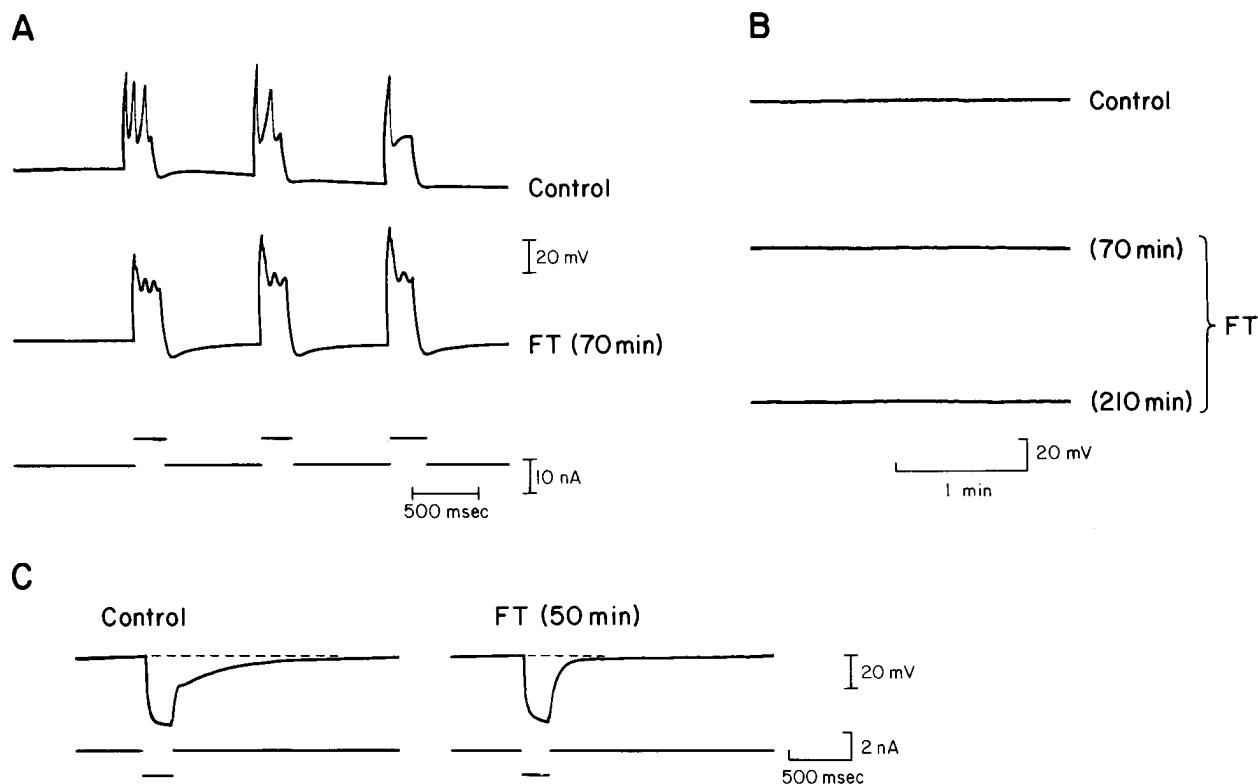 A
Control
20 mV
FT (70 min)
10 nA
500 msec
B
Control
(70 min)
FT
(210 min)
20 mV
1 min
C
Control
FT (50 min)
20 mV
2 nA
500 msec